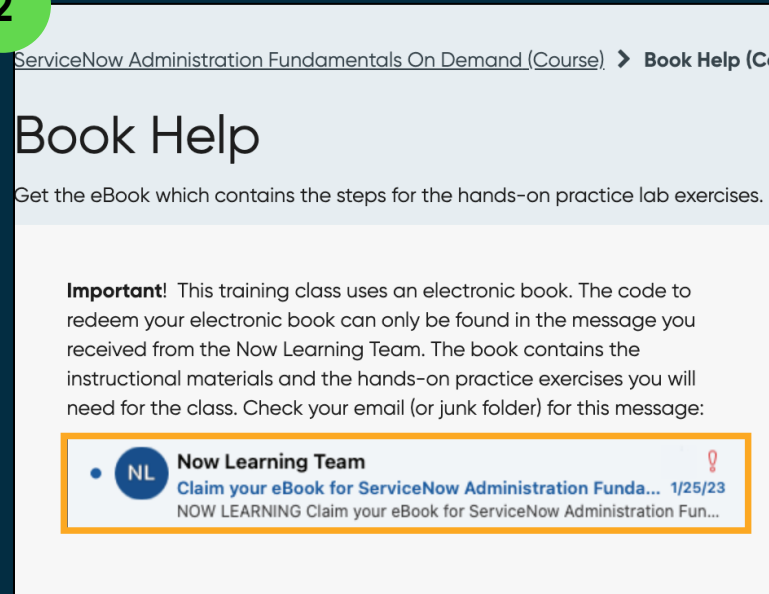 2
ServiceNow Administration Fundamentals On Demand (Course) > Book Help (C
Book Help
Get the eBook which contains the steps for the hands-on practice lab exercises.
Important! This training class uses an electronic book. The code to
redeem your electronic book can only be found in the message you
received from the Now Learning Team. The book contains the
instructional materials and the hands-on practice exercises you will
need for the class. Check your email (or junk folder) for this message:
NL
Now Learning Team
Claim your eBook for ServiceNow Administration Funda... 1/25/23
NOW LEARNING Claim your eBook for ServiceNow Administration Fun...